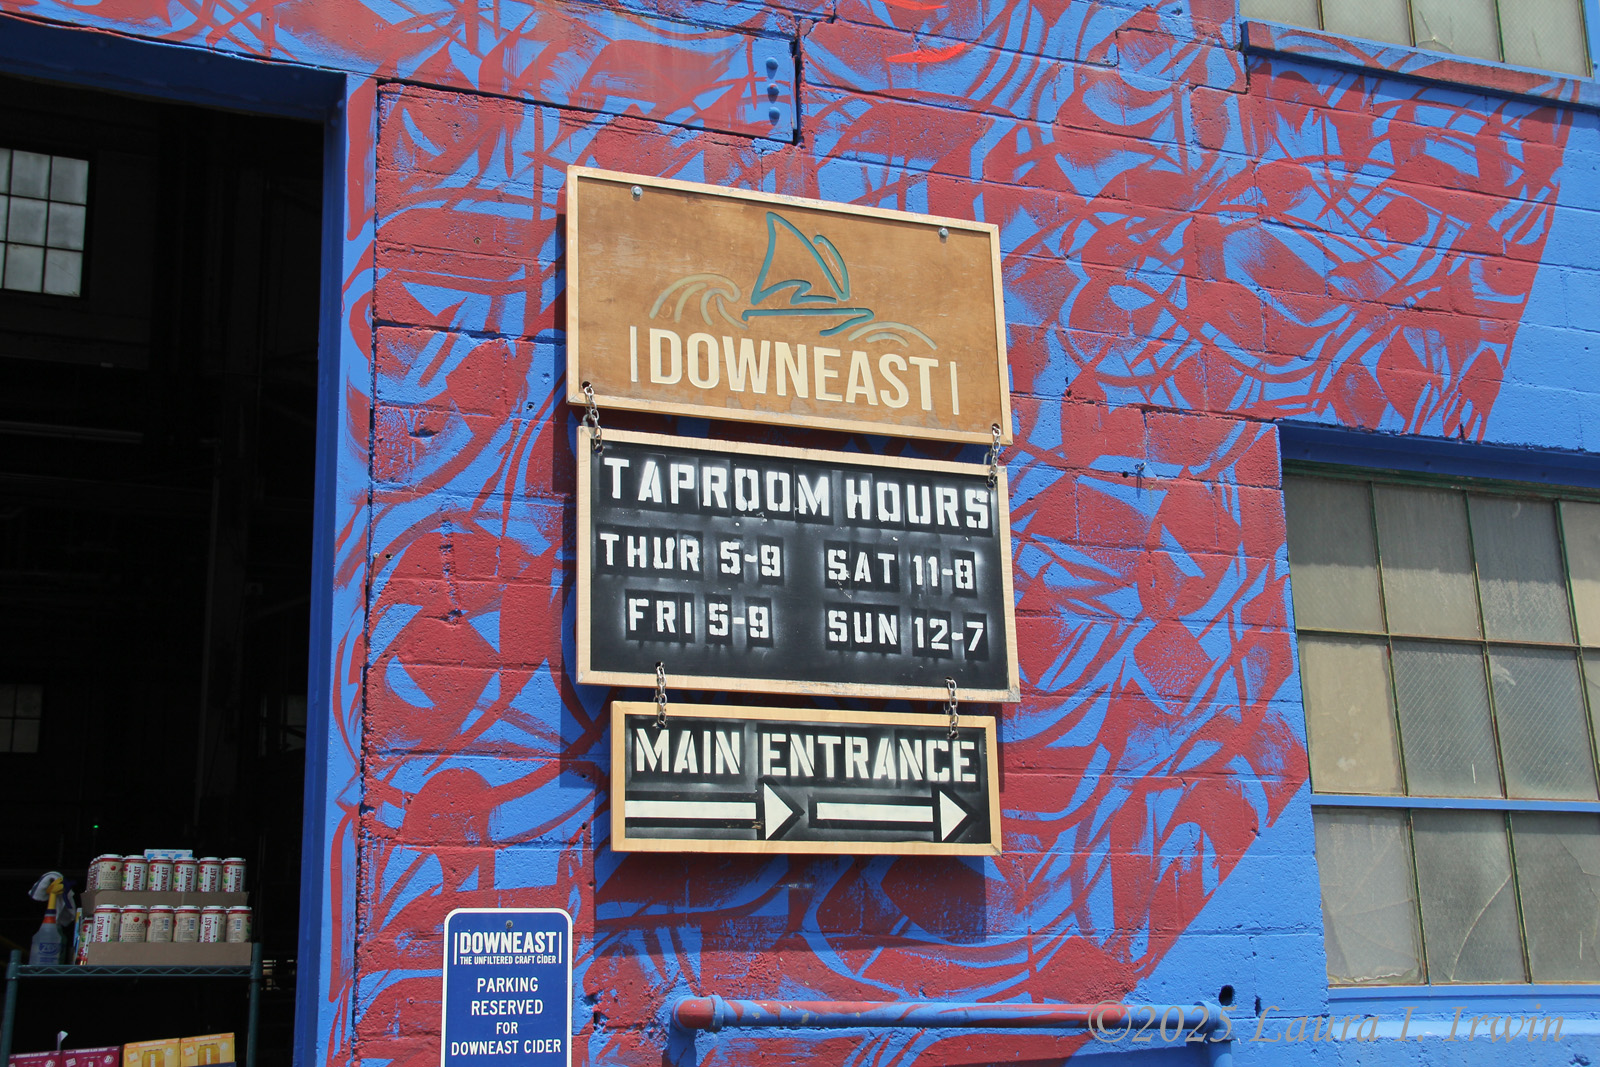 |DOWNEAST|
TAPROOM HOURS
THUR 5-9 SAT 11-8
FRI 5-9 SUN 12-7
MAIN ENTRANCE
|DOWNEAST|
THE UNFILTERED CRAFT CIDER
PARKING
RESERVED
FOR
DOWNEAST CIDER
DOWNEAST
©2025 Laura I. Irwin